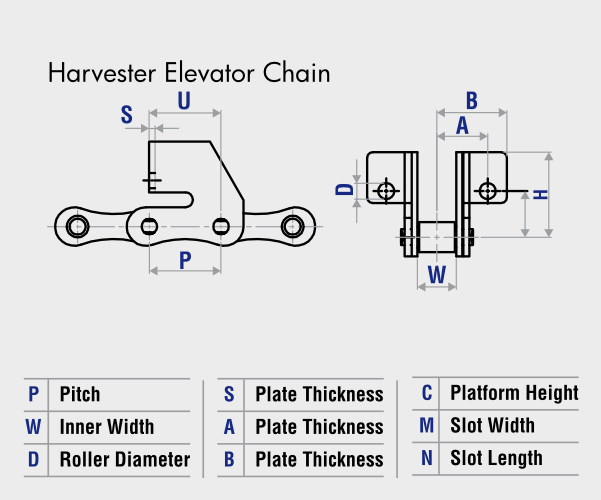 Harvester Elevator Chain
S U B
A
D H
P W
P Pitch
W Inner Width
D Roller Diameter
S Plate Thickness
A Plate Thickness
B Plate Thickness
C Platform Height
M Slot Width
N Slot Length